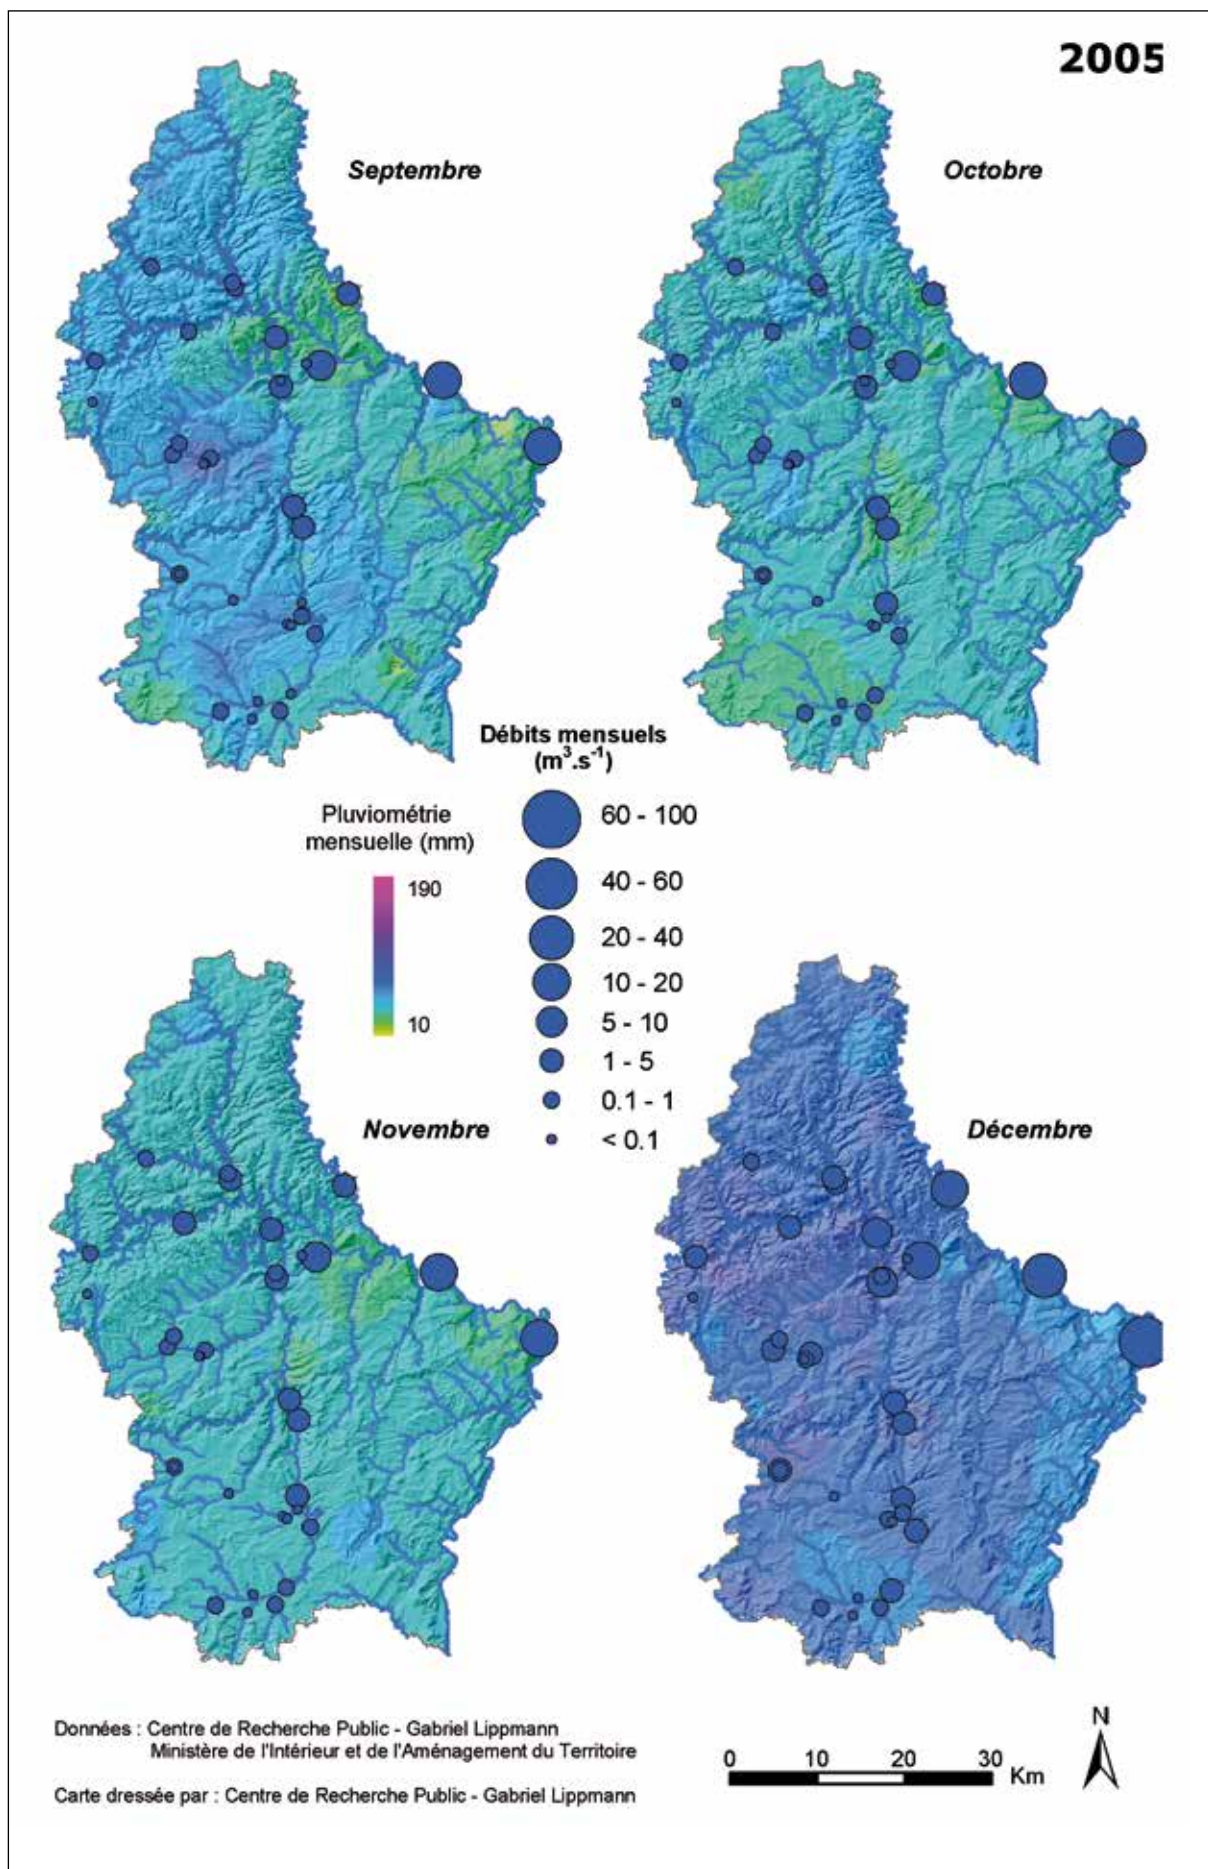 2005
Septembre
Octobre
Débits mensuels
(m³.s⁻¹)
Pluviométrie
mensuelle (mm)
190
10
60 - 100
40 - 60
20 - 40
10 - 20
5 - 10
1 - 5
0.1 - 1
< 0.1
Novembre
Décembre
Données : Centre de Recherche Public - Gabriel Lippmann
Ministère de l'Intérieur et de l'Aménagement du Territoire
Carte dressée par : Centre de Recherche Public - Gabriel Lippmann
0 10 20 30
Km
N